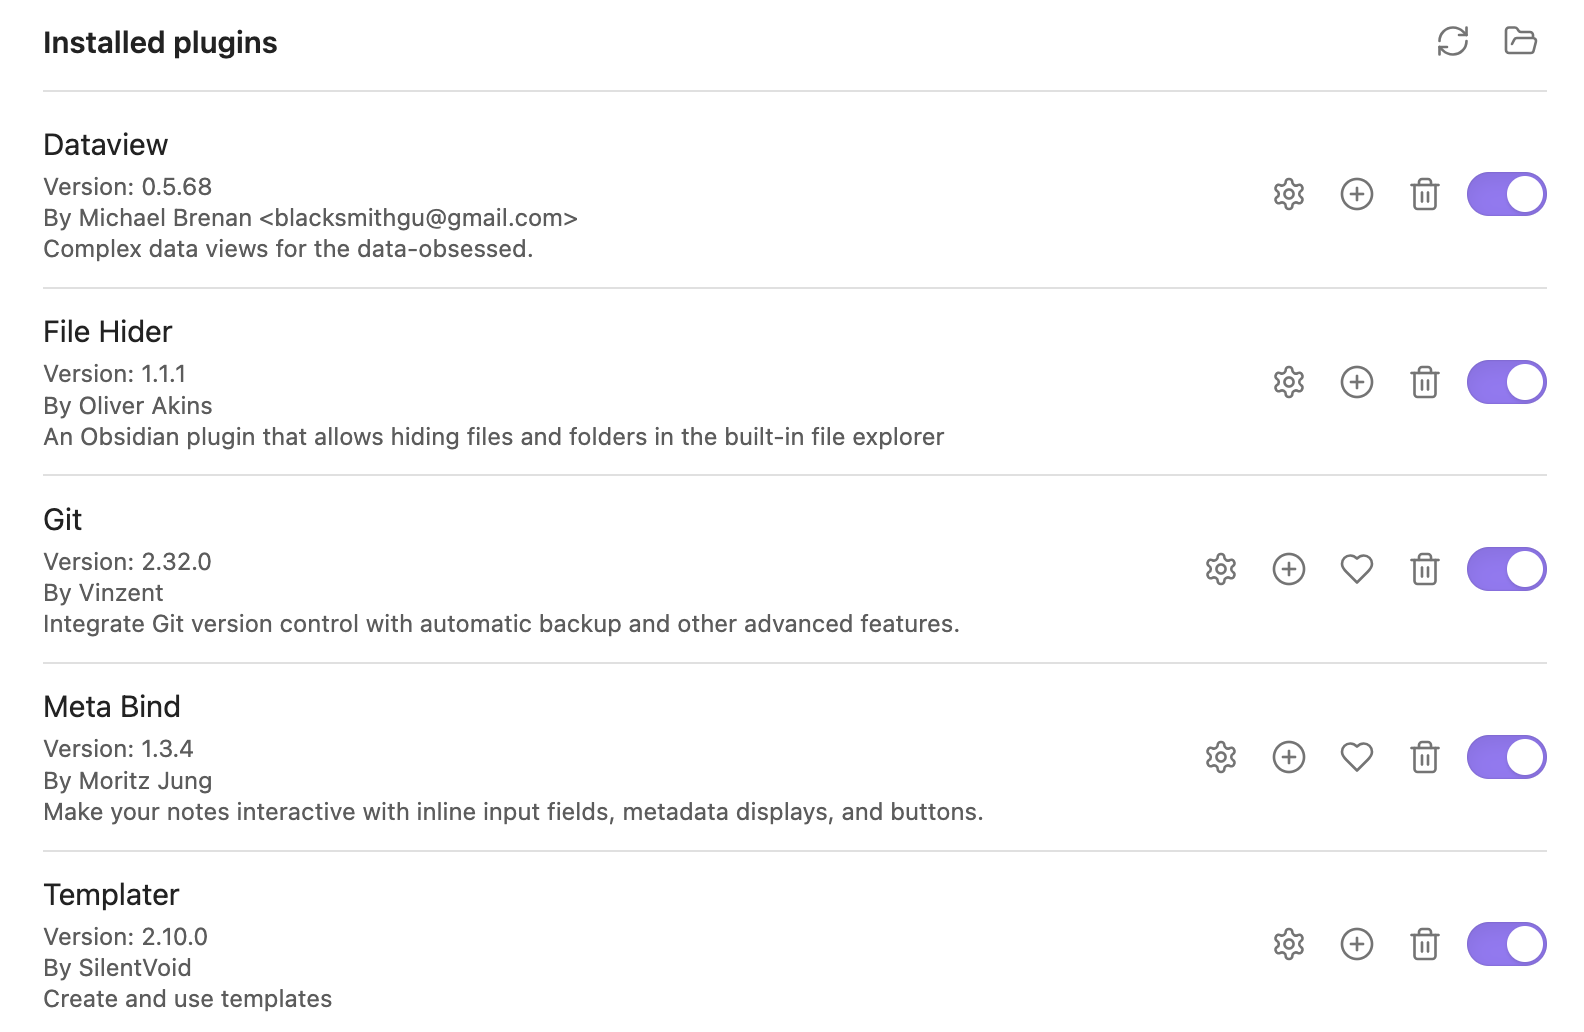 Installed plugins
Dataview
Version: 0.5.68
By Michael Brenan <blacksmithgu@gmail.com>
Complex data views for the data-obsessed.
File Hider
Version: 1.1.1
By Oliver Akins
An Obsidian plugin that allows hiding files and folders in the built-in file explorer
Git
Version: 2.32.0
By Vinzent
Integrate Git version control with automatic backup and other advanced features.
Meta Bind
Version: 1.3.4
By Moritz Jung
Make your notes interactive with inline input fields, metadata displays, and buttons.
Templater
Version: 2.10.0
By SilentVoid
Create and use templates